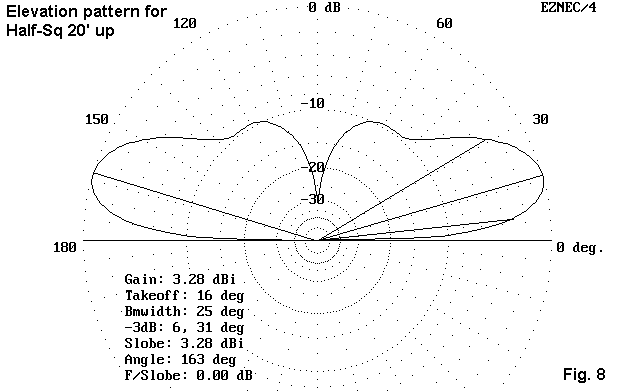 Elevation pattern for
Half-Sq 20' up
0 dB
EZNEC/4
120
60
-10
150
30
-20
-30
180
0 deg.
Gain: 3.28 dBi
Takeoff: 16 deg
Bmwidth: 25 deg
-3dB: 6, 31 deg
Slobe: 3.28 dBi
Angle: 163 deg
F/Slobe: 0.00 dB
Fig. 8